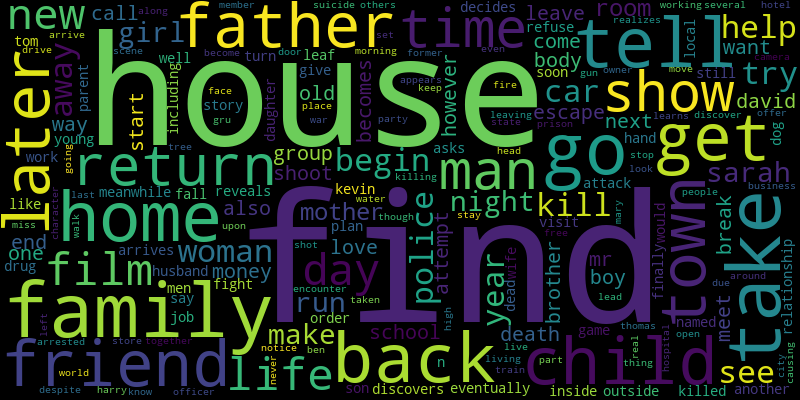 new
call
along
girl
father
member
suicide
others
time
decides
leave
room
working
several
hotel
realizes
help
tom
arrive
drive
later
away
parent
scene
become
turn
door
morning
set
former
even
refuse
come
body
soon
tell
local
want
move
camera
still
try
well
leaf
give
including
start
face
story
gru
house
old
place
war
daughter
becomes
appears
keep
party
however
fire
gun
owner
leaving
state
prison
car
escape
show
learns
discover
offer
david
dog
way
young
work
going
tree
return
group
shoot
begin
asks
killing
head
man
go
next
hand
attack
stop
look
get
sarah
like
last
meanwhile
fall
reveals
kevin
water
night
kill
people
business
miss
character
walk
home
also
upon
mother
though
stay
free
visit
mary
would
town
break
take
end
one
drug
arrives
woman
plan
love
shot
police
attempt
find
mr
boy
finally
meet
due
around
relationship
film
husband
money
day
encounter
taken
year
dead
wife
brother
lead
named
men
fight
say
job
run
order
high
death
game
thomas
open
city
causing
family
left
make
school
live
real
hospital
arrested
store
together
notice
ben
back
living
train
part
thing
child
see
friend
world
never
life
son
n
discovers
eventually
inside
outside
killed
another
despite
harry
know
officer